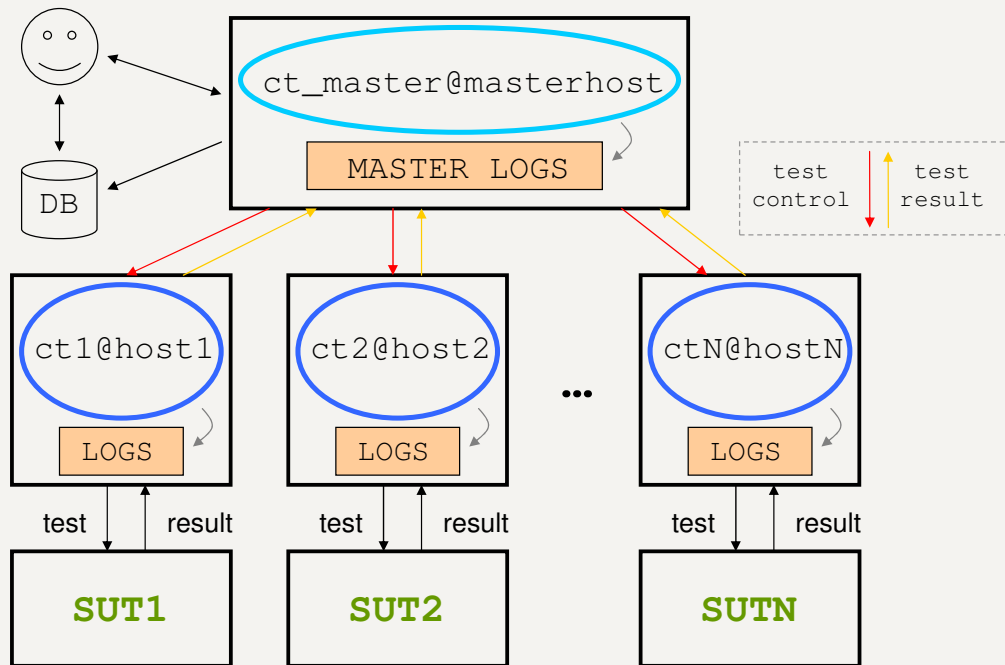 ct_master@masterhost
MASTER LOGS
DB
test control
test result
ct1@host1
ct2@host2
...
ctN@hostN
LOGS
LOGS
LOGS
test
result
test
result
test
result
SUT1
SUT2
SUTN